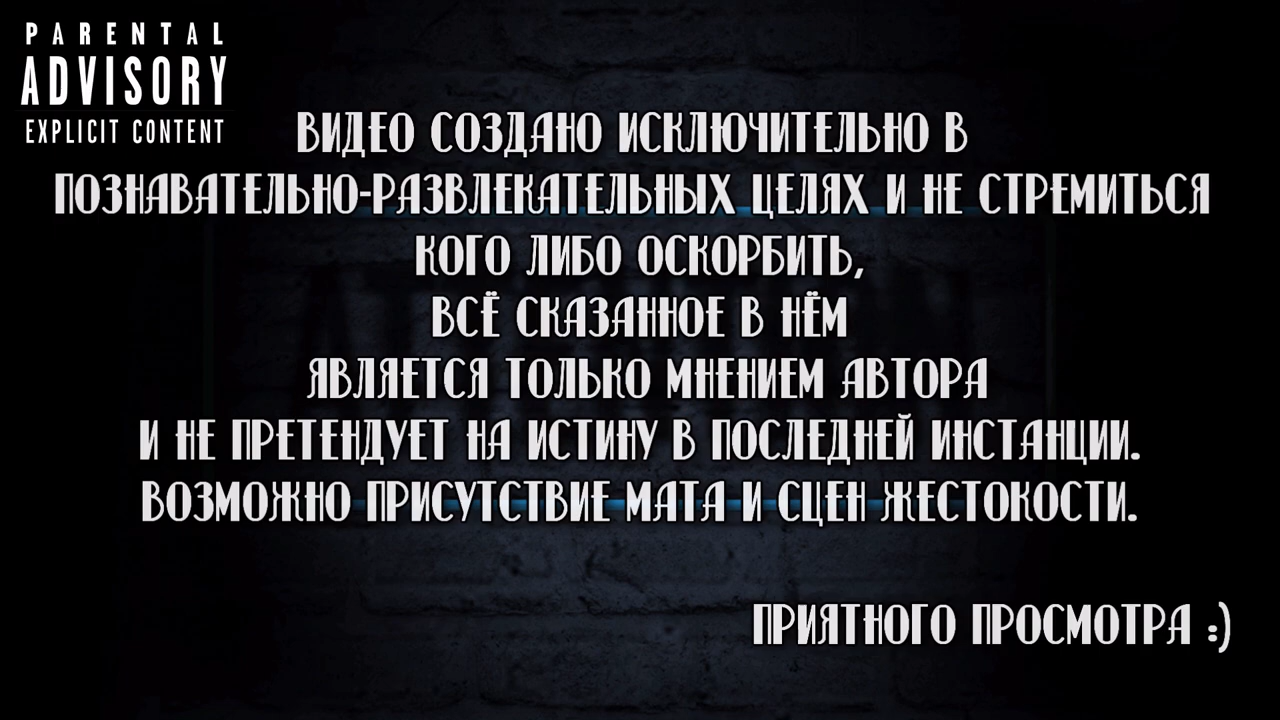 PARENTAL
ADVISORY
EXPLICIT CONTENT
ВИДЕО СОЗДАНО ИСКЛЮЧИТЕЛЬНО В
ПОЗНАВАТЕЛЬНО-РАЗВЛЕКАТЕЛЬНЫХ ЦЕЛЯХ И НЕ СТРЕМИТЬСЯ
КОГО ЛИБО ОСКОРБИТЬ,
ВСЁ СКАЗАННОЕ В НЁМ
ЯВЛЯЕТСЯ ТОЛЬКО МНЕНИЕМ АВТОРА
И НЕ ПРЕТЕНДУЕТ НА ИСТИНУ В ПОСЛЕДНЕЙ ИНСТАНЦИИ.
ВОЗМОЖНО ПРИСУТСТВИЕ МАТА И СЦЕН ЖЕСТОКОСТИ.
ПРИЯТНОГО ПРОСМОТРА :)